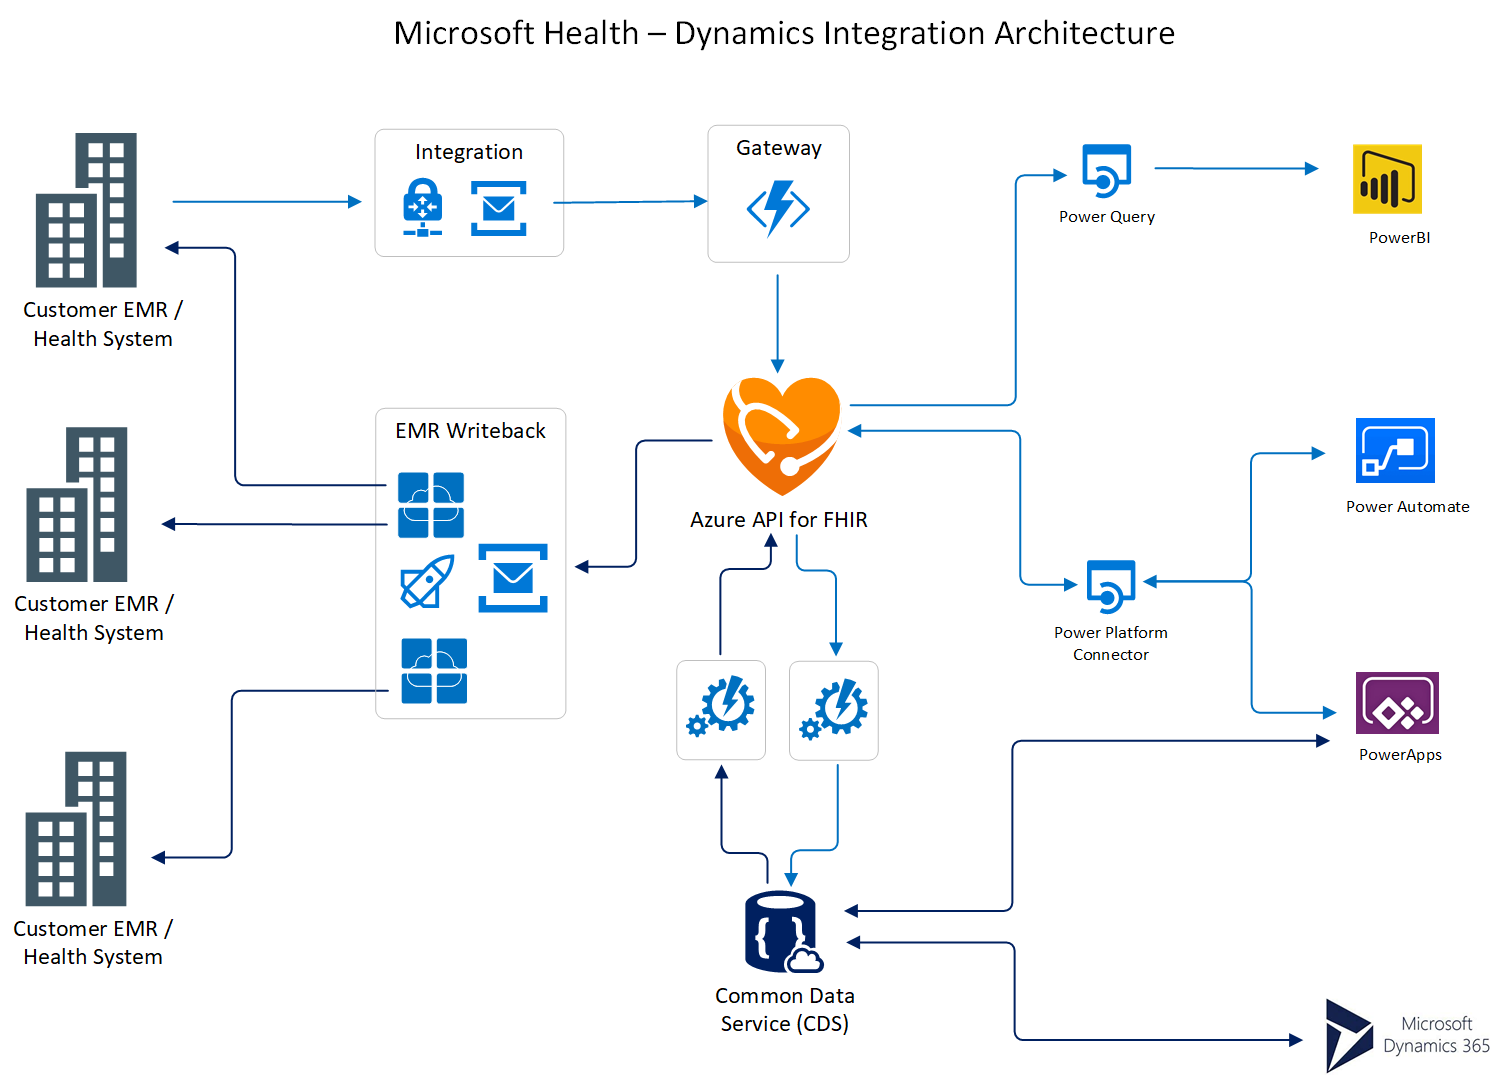 Microsoft Health – Dynamics Integration Architecture
Integration
Gateway
Power Query
PowerBI
Customer EMR /
Health System
EMR Writeback
Azure API for FHIR
Power Automate
Customer EMR /
Health System
Power Platform
Connector
PowerApps
Customer EMR /
Health System
Common Data
Service (CDS)
Microsoft
Dynamics 365